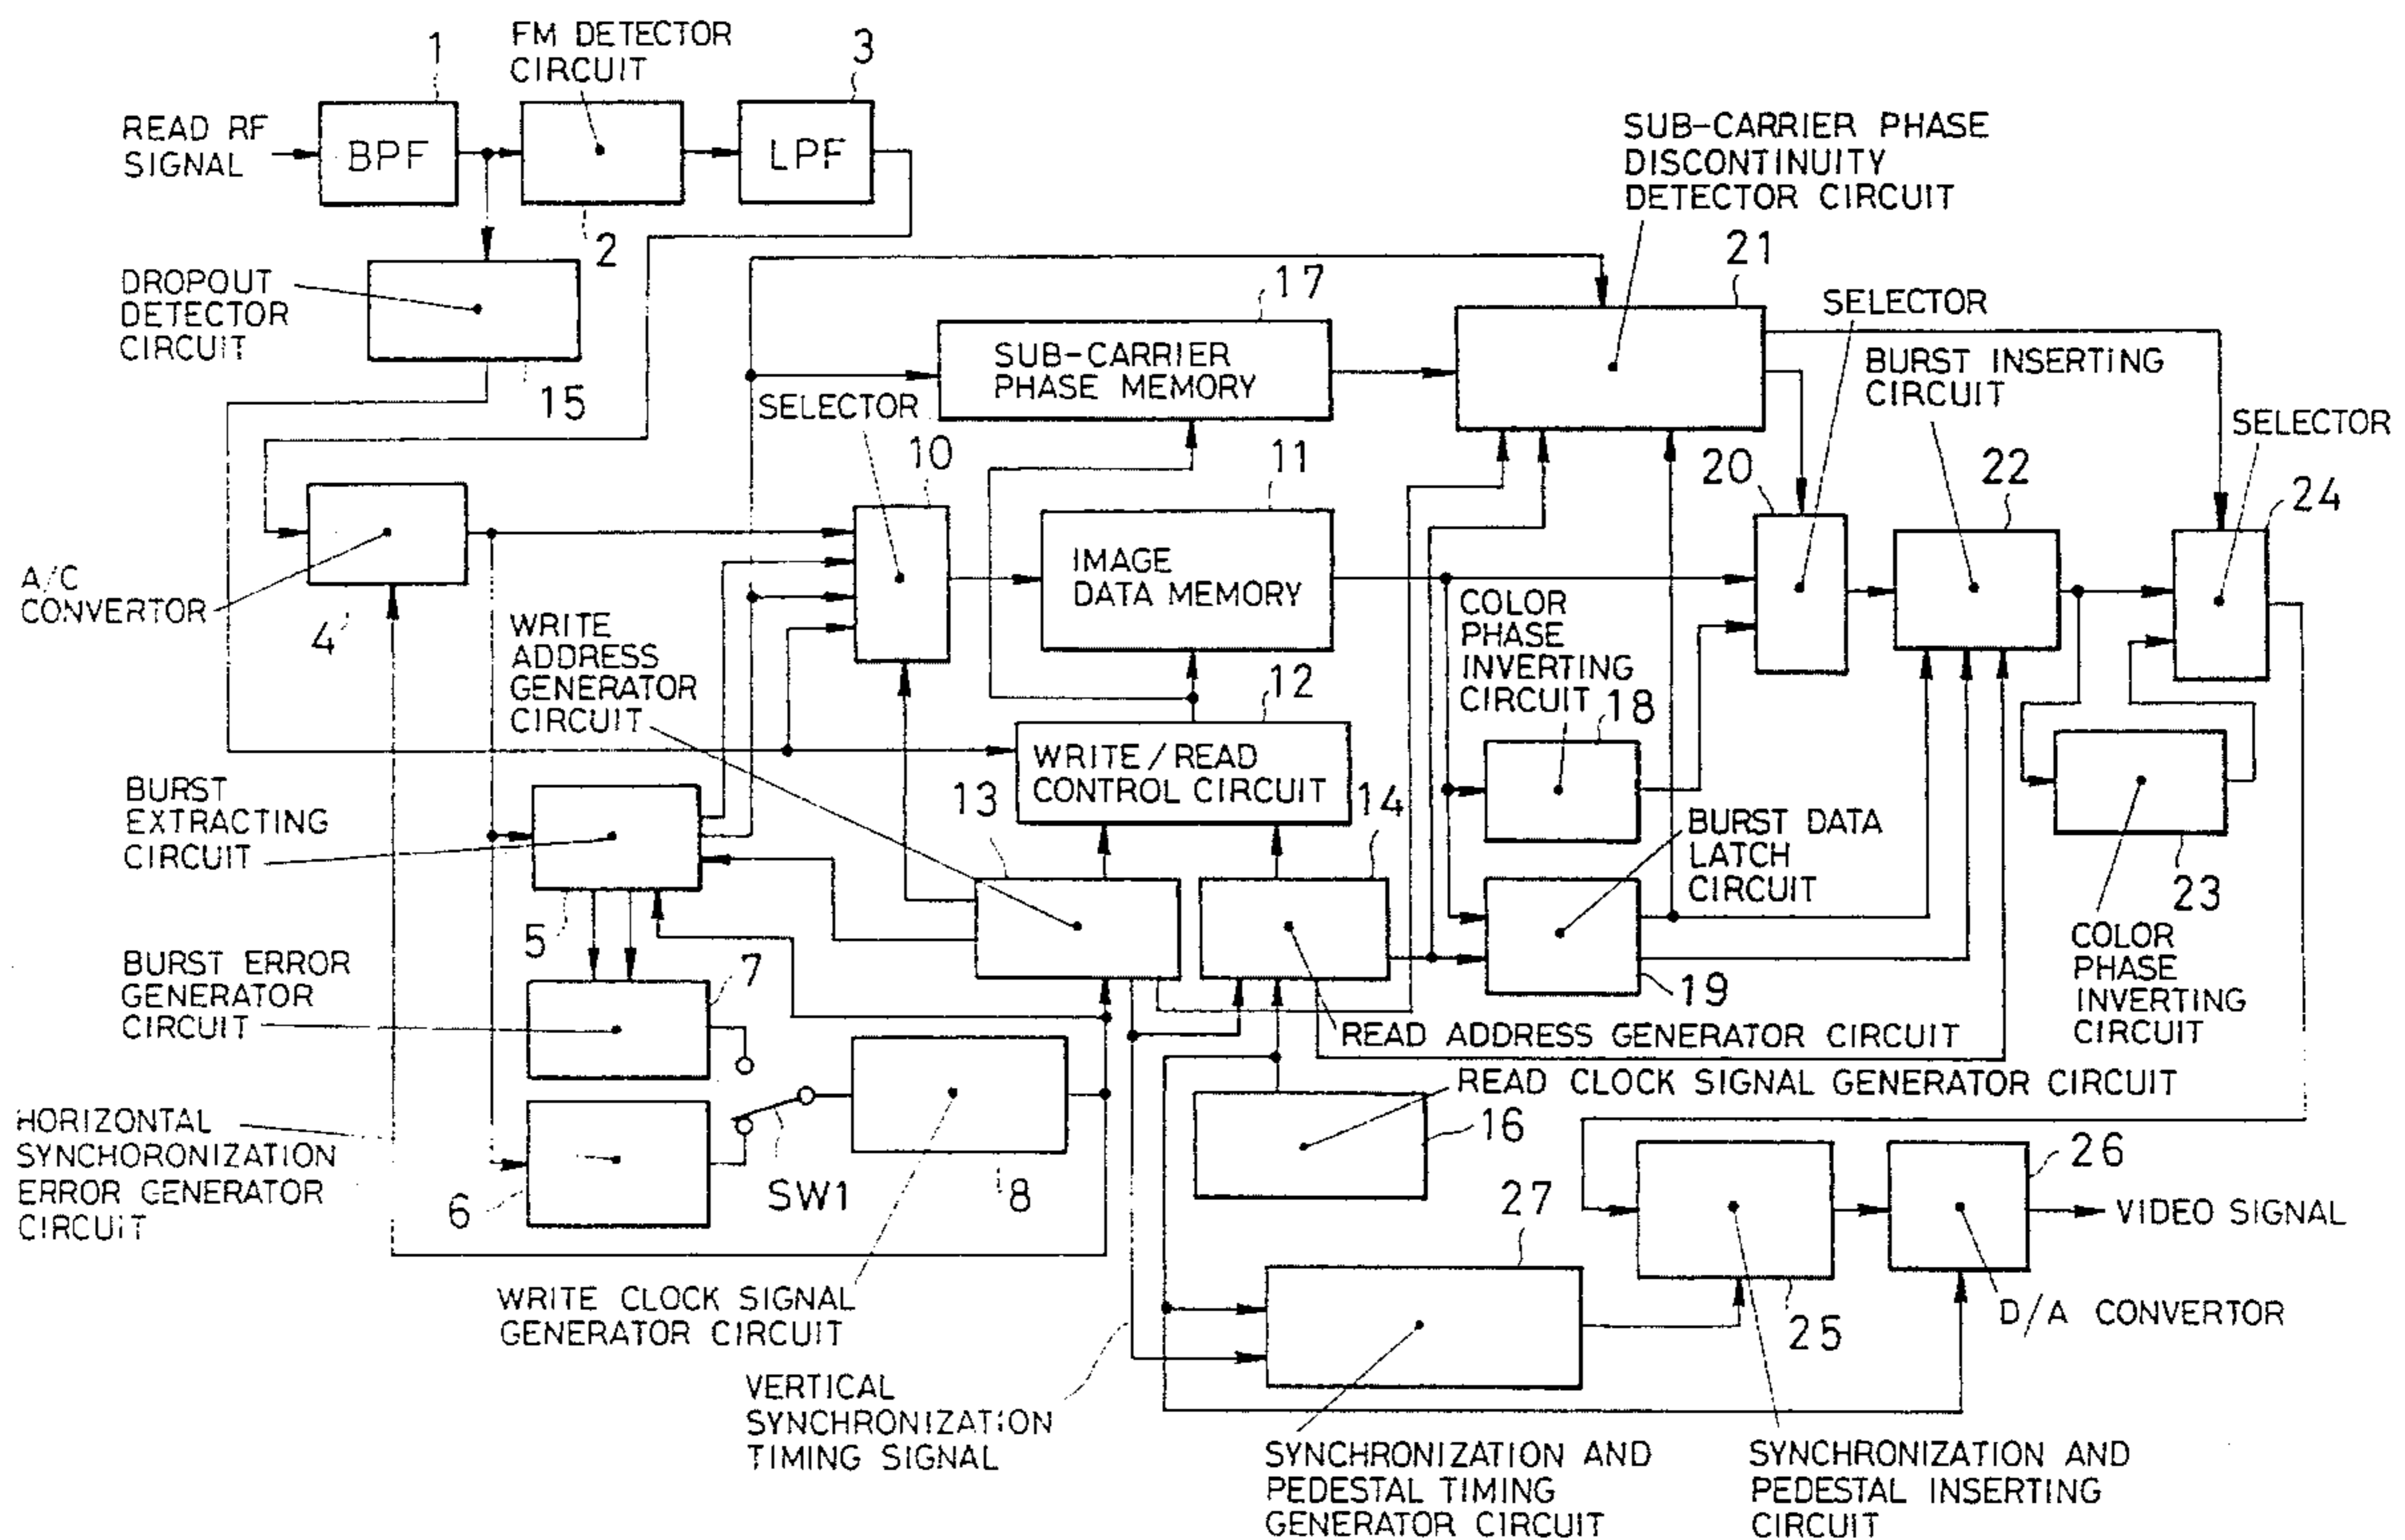 1
FM DETECTOR
CIRCUIT
3
READ RF
SIGNAL
BPF
LPF
2
SUB-CARRIER PHASE
DISCONTINUITY
DETECTOR CIRCUIT
21
DROPOUT
DETECTOR
CIRCUIT
15
17
SUB-CARRIER
PHASE MEMORY
SELECTOR
BURST INSERTING
CIRCUIT
SELECTOR
SELECTOR
10
11
20
22
24
A/C
CONVERTOR
4
IMAGE
DATA MEMORY
WRITE
ADDRESS
GENERATOR
CIRCUIT
COLOR
PHASE
INVERTING
CIRCUIT
12
18
WRITE/READ
CONTROL CIRCUIT
BURST
EXTRACTING
CIRCUIT
13
14
BURST DATA
LATCH
CIRCUIT
23
5
19
COLOR
PHASE
INVERTING
CIRCUIT
BURST ERROR
GENERATOR
CIRCUIT
7
READ ADDRESS GENERATOR CIRCUIT
READ CLOCK SIGNAL GENERATOR CIRCUIT
HORIZONTAL
SYNCHORONIZATION
ERROR GENERATOR
CIRCUIT
6
SW1
8
16
27
26
VIDEO SIGNAL
WRITE CLOCK SIGNAL
GENERATOR CIRCUIT
25
D/A CONVERTOR
VERTICAL
SYNCHRONIZATION
TIMING SIGNAL
SYNCHRONIZATION AND
PEDESTAL TIMING
GENERATOR CIRCUIT
SYNCHRONIZATION AND
PEDESTAL INSERTING
CIRCUIT